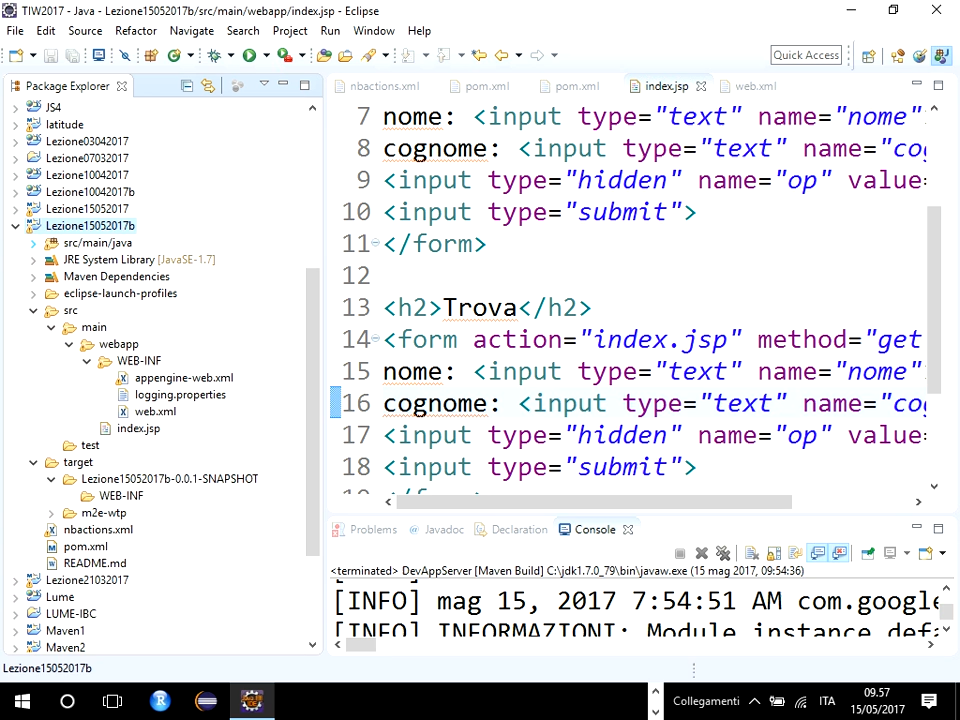 TIW2017 - Java - Lezione15052017b/src/main/webapp/index.jsp - Eclipse
File Edit Source Refactor Navigate Search Project Run Window Help
Quick Access
Package Explorer
JS4
latitude
Lezione03042017
Lezione07032017
Lezione10042017
Lezione10042017b
Lezione15052017
Lezione15052017b
src/main/java
JRE System Library [JavaSE-1.7]
Maven Dependencies
eclipse-launch-profiles
src
main
webapp
WEB-INF
appengine-web.xml
logging.properties
web.xml
index.jsp
test
target
Lezione15052017b-0.0.1-SNAPSHOT
WEB-INF
m2e-wtp
nbactions.xml
pom.xml
README.md
Lezione21032017
Lume
LUME-IBC
Maven1
Maven2
nbactions.xml pom.xml pom.xml index.jsp web.xml
7 nome: <input type="text" name="nome"
8 cognome: <input type="text" name="cog
9 <input type="hidden" name="op" value=
10 <input type="submit">
11 </form>
12
13 <h2>Trova</h2>
14 <form action="index.jsp" method="get
15 nome: <input type="text" name="nome"
16 cognome: <input type="text" name="cog
17 <input type="hidden" name="op" value=
18 <input type="submit">
Problems Javadoc Declaration Console
<terminated> DevAppServer [Maven Build] C:\jdk1.7.0_79\bin\javaw.exe (15 mag 2017, 09:54:36)
[INFO] mag 15, 2017 7:54:51 AM com.google
[INFO] INFORMAZIONI: Module instance defa
Lezione15052017b
Collegamenti ITA
09.57
15/05/2017